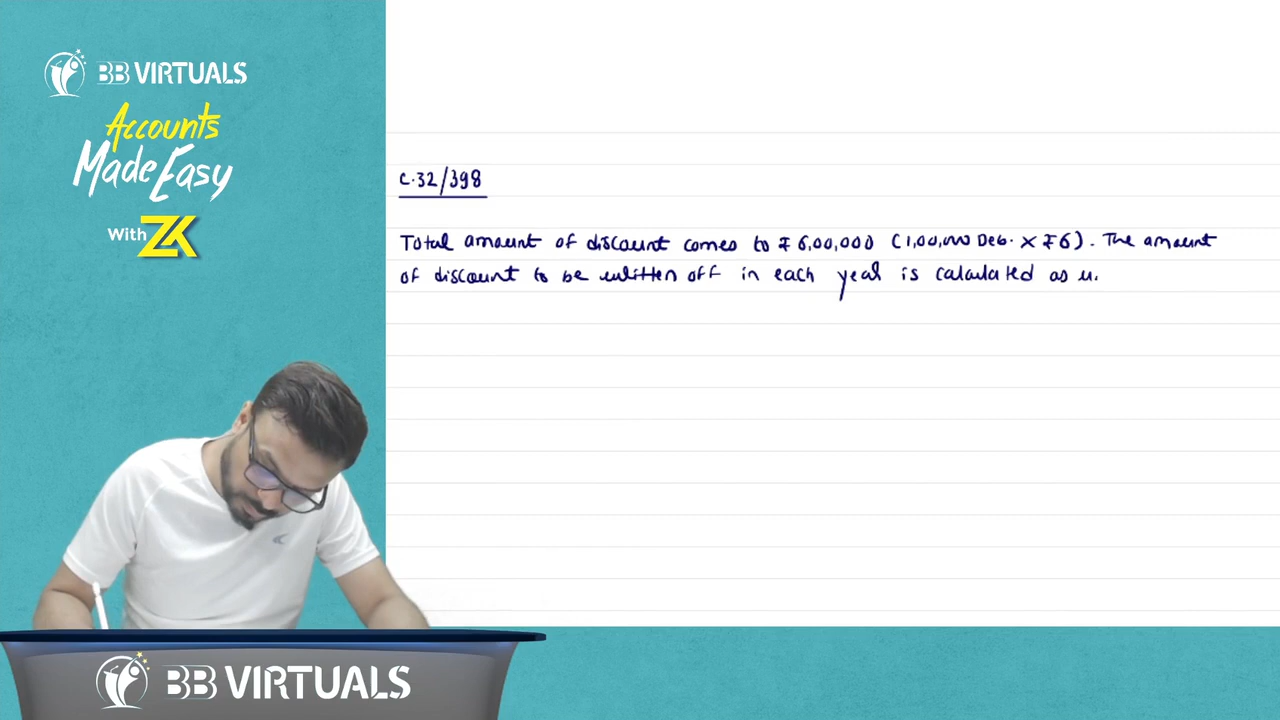 BB VIRTUALS
Accounts
Made Easy
With ZK
C.32/398
Total amount of discount comes to ₹ 6,00,000 (1,00,000 Deb. × ₹6). The amount
of discount to be written off in each year is calculated as u.
BB VIRTUALS